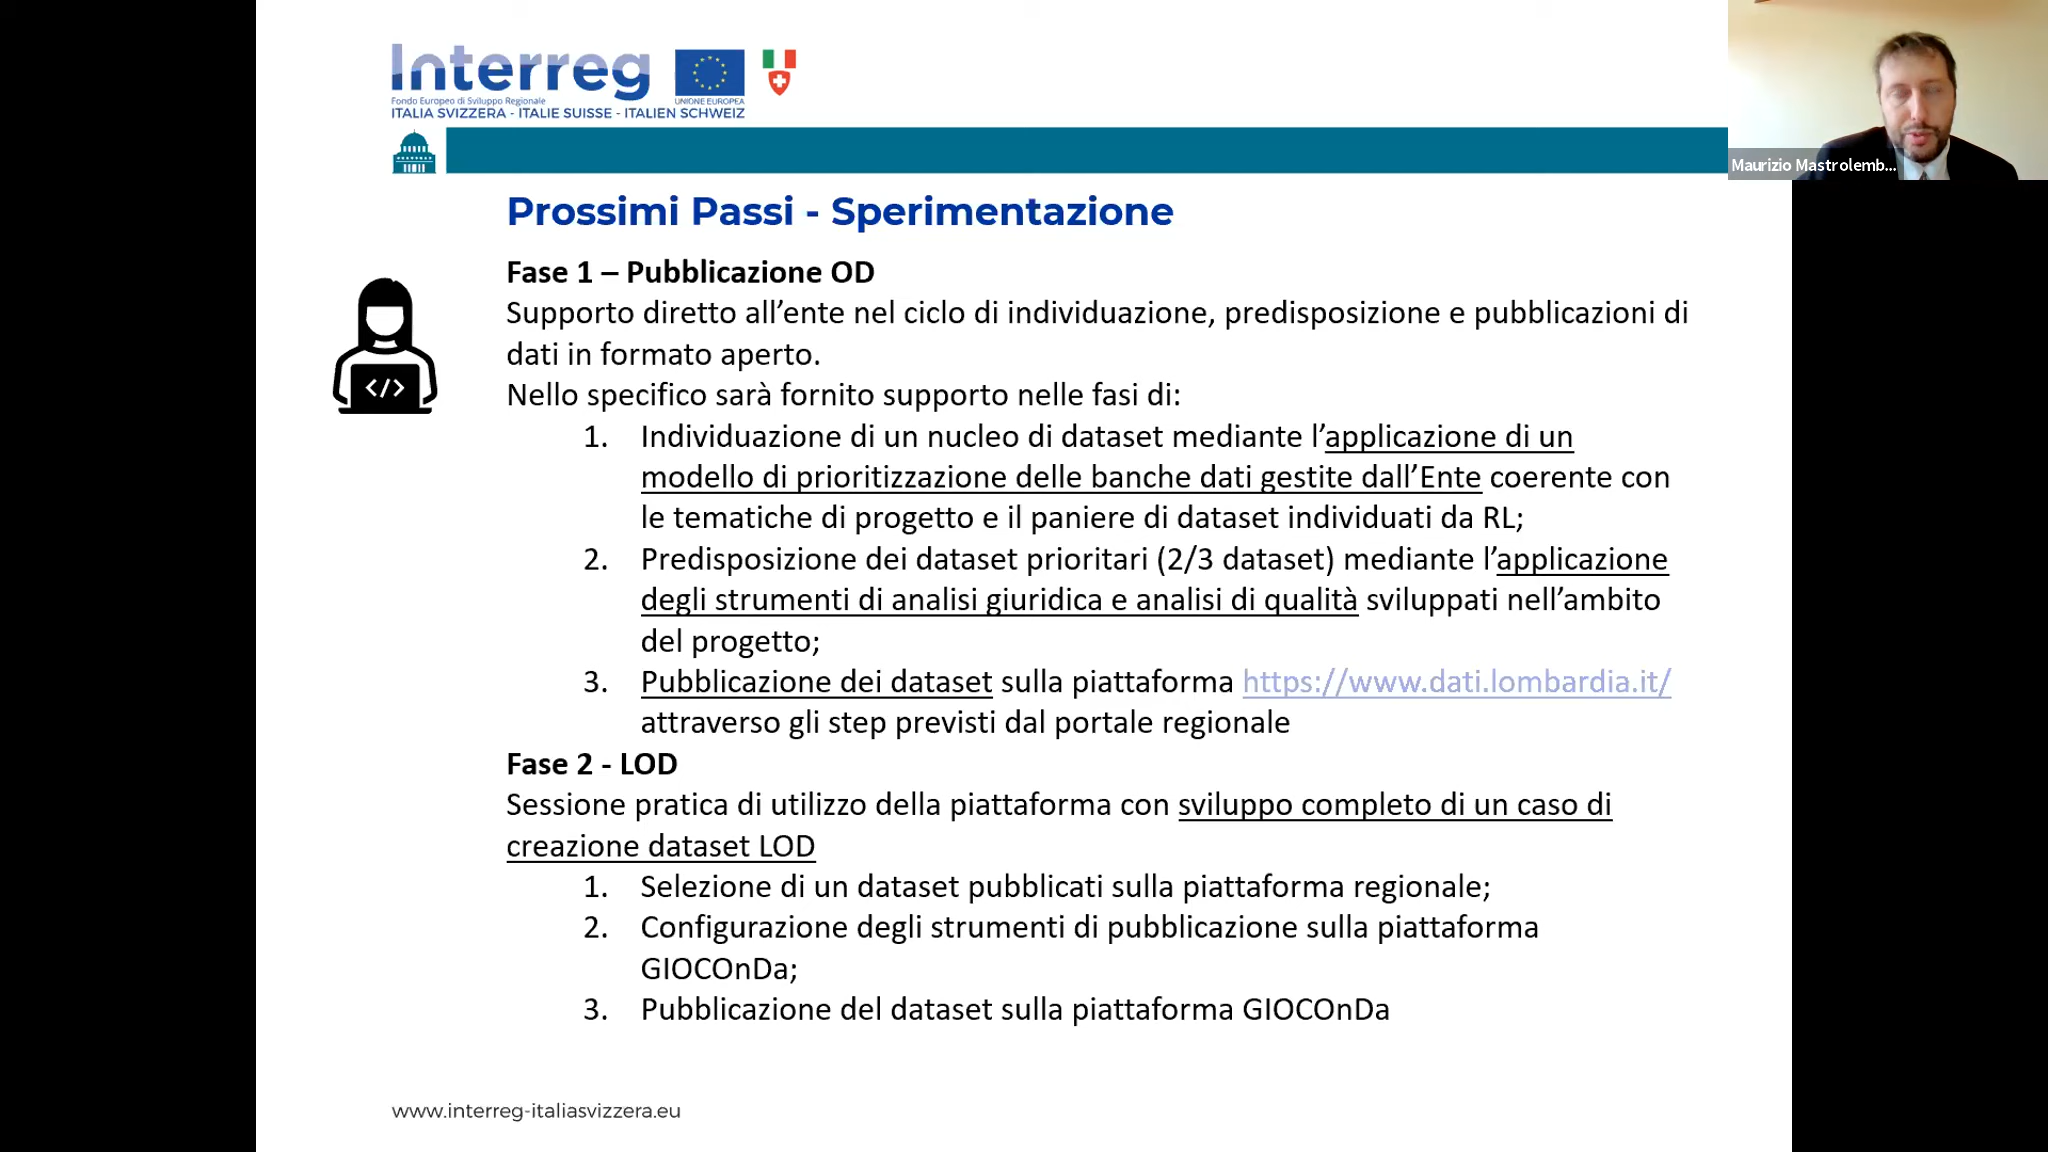 Interreg
Fondo Europeo di Sviluppo Regionale
UNIONE EUROPEA
ITALIA SVIZZERA - ITALIE SUISSE - ITALIEN SCHWEIZ
Maurizio Mastrolemb...
Prossimi Passi - Sperimentazione
Fase 1 – Pubblicazione OD
Supporto diretto all’ente nel ciclo di individuazione, predisposizione e pubblicazioni di
dati in formato aperto.
Nello specifico sarà fornito supporto nelle fasi di:
1. Individuazione di un nucleo di dataset mediante l’applicazione di un
modello di prioritizzazione delle banche dati gestite dall’Ente coerente con
le tematiche di progetto e il paniere di dataset individuati da RL;
2. Predisposizione dei dataset prioritari (2/3 dataset) mediante l’applicazione
degli strumenti di analisi giuridica e analisi di qualità sviluppati nell’ambito
del progetto;
3. Pubblicazione dei dataset sulla piattaforma https://www.dati.lombardia.it/
attraverso gli step previsti dal portale regionale
Fase 2 - LOD
Sessione pratica di utilizzo della piattaforma con sviluppo completo di un caso di
creazione dataset LOD
1. Selezione di un dataset pubblicati sulla piattaforma regionale;
2. Configurazione degli strumenti di pubblicazione sulla piattaforma
GIOCOnDa;
3. Pubblicazione del dataset sulla piattaforma GIOCOnDa
</>
www.interreg-italiasvizzera.eu